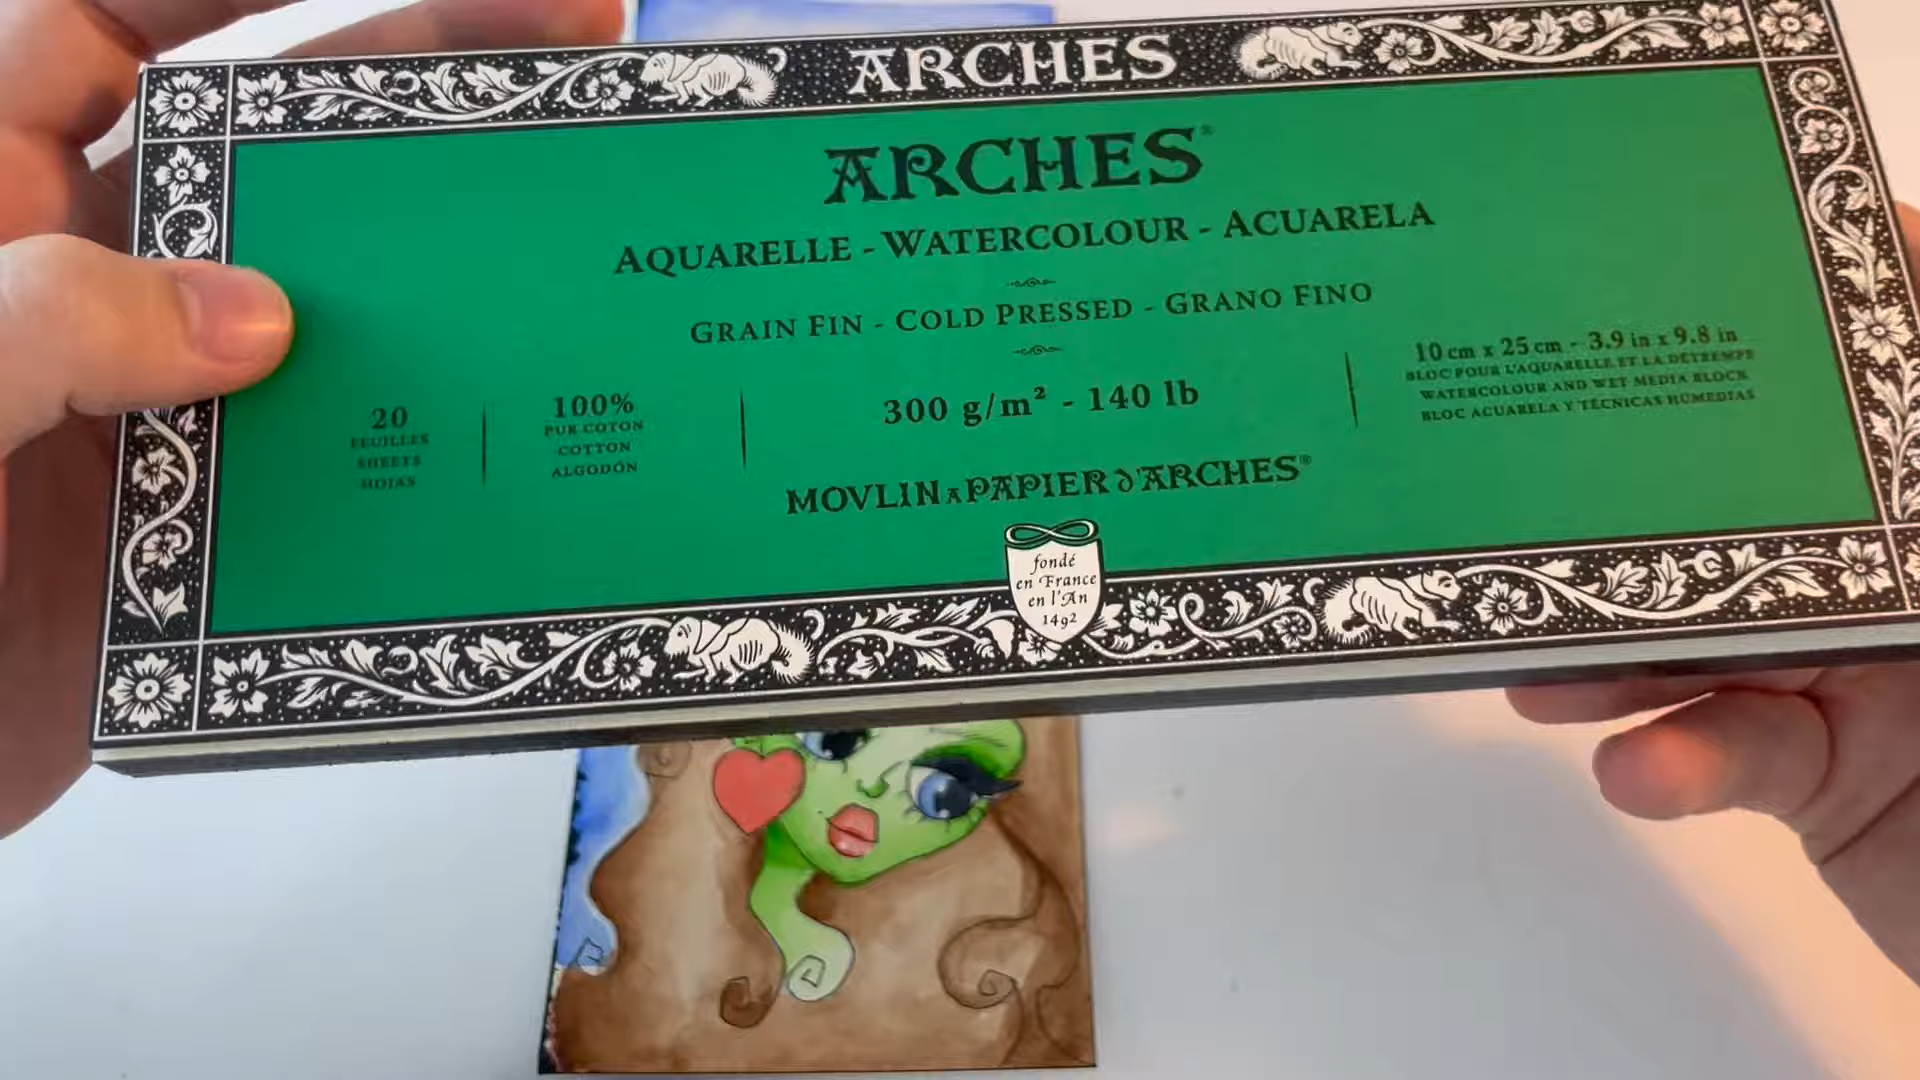 ARCHES
ARCHES®
AQUARELLE - WATERCOLOUR - ACUARELA
GRAIN FIN - COLD PRESSED - GRANO FINO
20
FEUILLES
SHEETS
HOJAS
100%
PUR COTON
COTTON
ALGODÓN
300 g/m² - 140 lb
10 cm x 25 cm - 3.9 in x 9.8 in
BLOC POUR L'AQUARELLE ET LA DÉTREMPE
WATERCOLOUR AND WET MEDIA BLOCK
BLOC ACUARELA Y TÉCNICAS HÚMEDAS
MOVLIN A PAPIER D'ARCHES®
fondé
en France
en l'An
1492